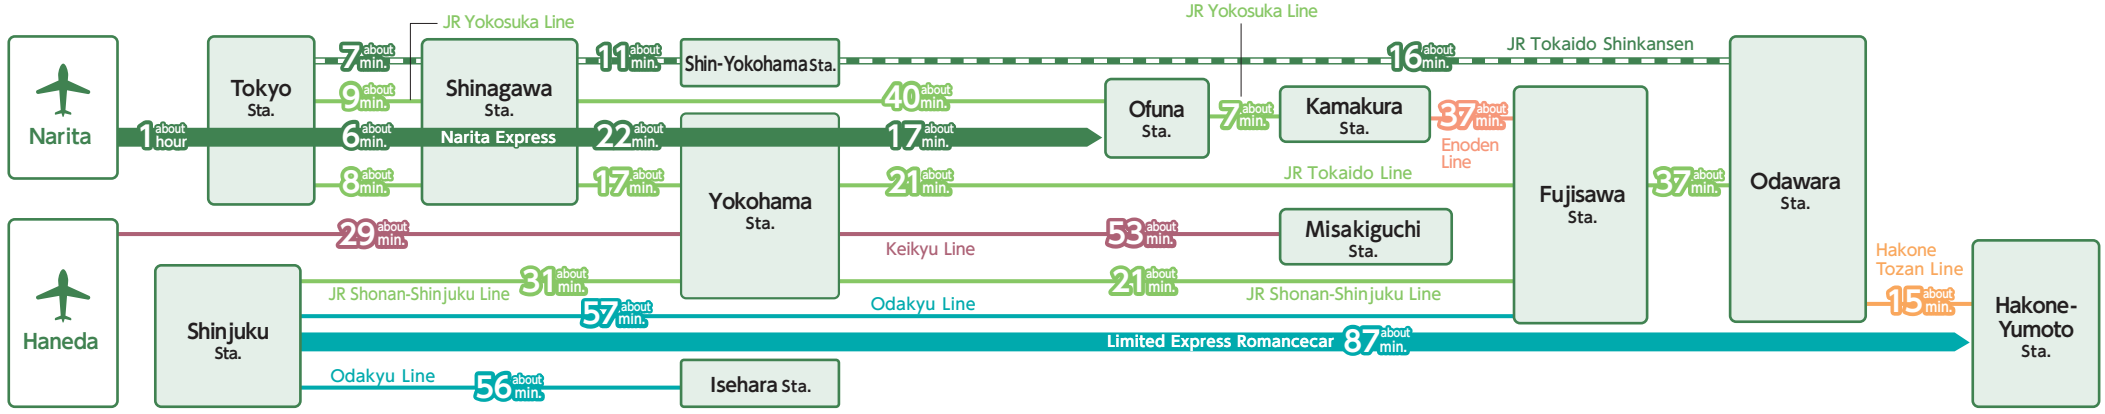 JR Yokosuka Line
JR Yokosuka Line
Narita
about
1 hour
Tokyo
Sta.
7 about
min.
9 about
min.
6 about
min.
8 about
min.
Shinagawa
Sta.
Narita Express
11 about
min.
22 about
min.
17 about
min.
Shin-Yokohama Sta.
40 about
min.
17 about
min.
21 about
min.
Yokohama
Sta.
Ofuna
Sta.
7 about
min.
Kamakura
Sta.
37 about
min.
Enoden
Line
16 about
min.
JR Tokaido Shinkansen
JR Tokaido Line
Fujisawa
Sta.
37 about
min.
Odawara
Sta.
Haneda
29 about
min.
Keikyu Line
53 about
min.
Misakiguchi
Sta.
Shinjuku
Sta.
JR Shonan-Shinjuku Line
31 about
min.
21 about
min.
JR Shonan-Shinjuku Line
57 about
min.
Odakyu Line
Limited Express Romancecar 87 about
min.
Odakyu Line
56 about
min.
Isehara Sta.
Hakone
Tozan Line
15 about
min.
Hakone-
Yumoto
Sta.